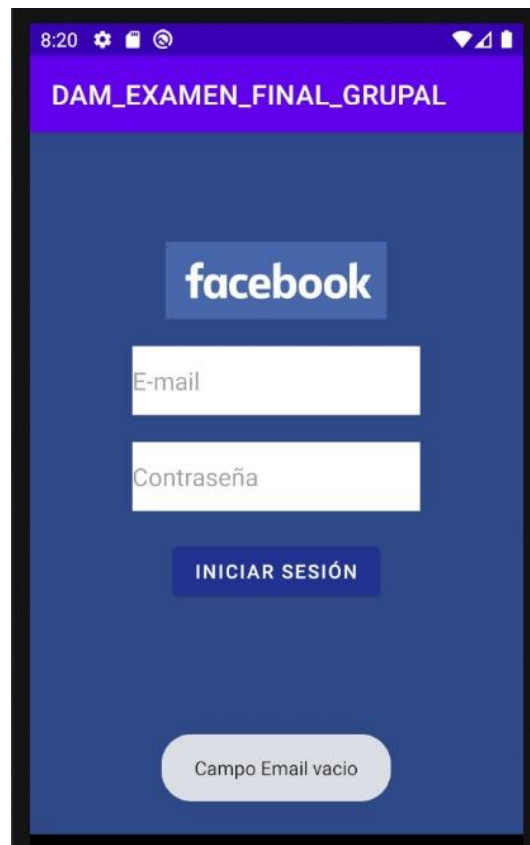 8:20
DAM_EXAMEN_FINAL_GRUPAL
facebook
E-mail
Contraseña
INICIAR SESIÓN
Campo Email vacio